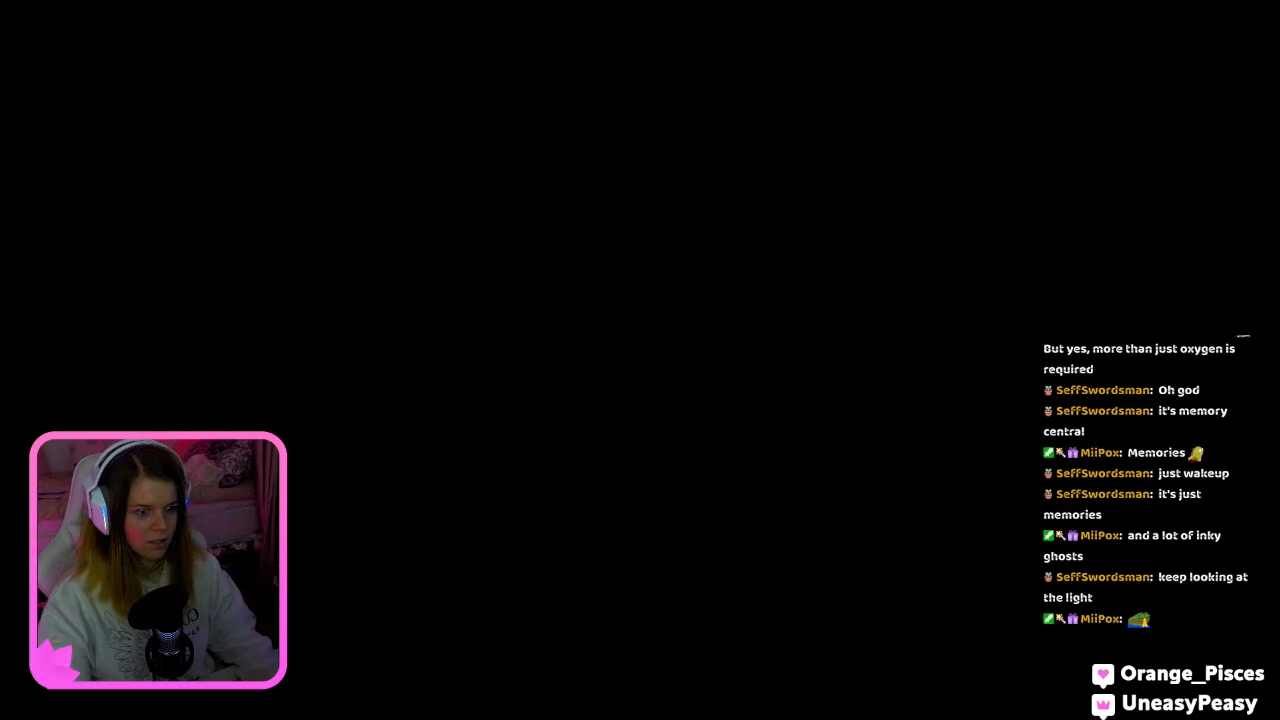 But yes, more than just oxygen is
required
SeffSwordsman: Oh god
SeffSwordsman: it's memory
central
MiiPox: Memories
SeffSwordsman: just wakeup
SeffSwordsman: it's just
memories
MiiPox: and a lot of inky
ghosts
SeffSwordsman: keep looking at
the light
MiiPox:
Orange_Pisces
UneasyPeasy